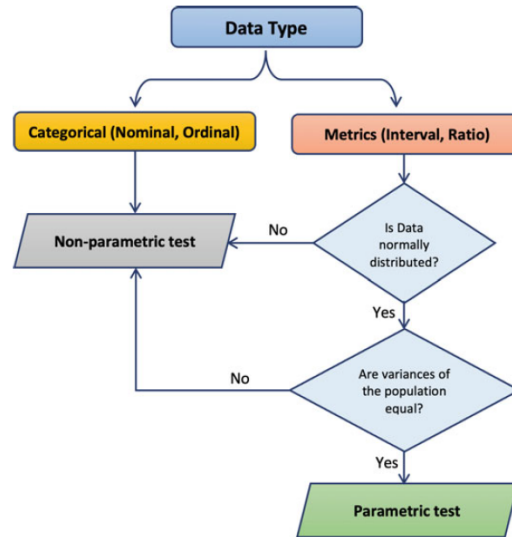 Data Type
Categorical (Nominal, Ordinal)
Metrics (Interval, Ratio)
Non-parametric test
No
Is Data
normally
distributed?
Yes
No
Are variances of
the population
equal?
Yes
Parametric test